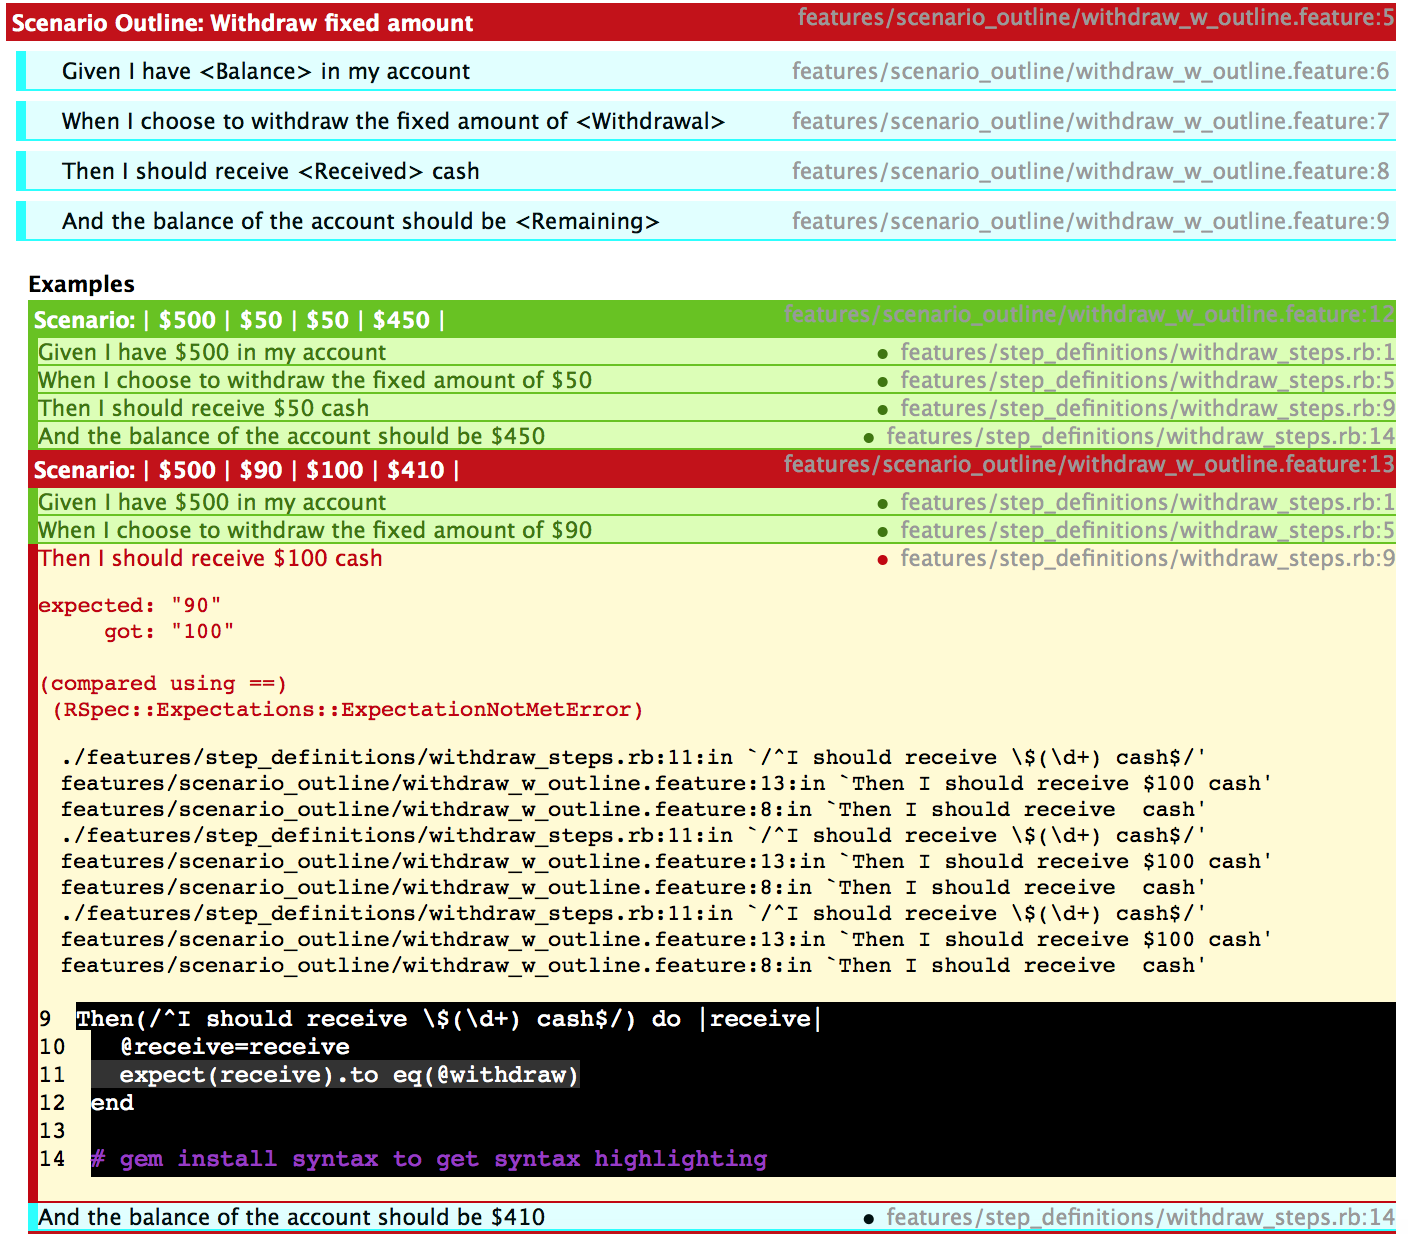 Scenario Outline: Withdraw fixed amount features/scenario_outline/withdraw_w_outline.feature:5
Given I have <Balance> in my account features/scenario_outline/withdraw_w_outline.feature:6
When I choose to withdraw the fixed amount of <Withdrawal> features/scenario_outline/withdraw_w_outline.feature:7
Then I should receive <Received> cash features/scenario_outline/withdraw_w_outline.feature:8
And the balance of the account should be <Remaining> features/scenario_outline/withdraw_w_outline.feature:9
Examples
Scenario: | $500 | $50 | $50 | $450 | features/scenario_outline/withdraw_w_outline.feature:12
Given I have $500 in my account • features/step_definitions/withdraw_steps.rb:1
When I choose to withdraw the fixed amount of $50 • features/step_definitions/withdraw_steps.rb:5
Then I should receive $50 cash • features/step_definitions/withdraw_steps.rb:9
And the balance of the account should be $450 • features/step_definitions/withdraw_steps.rb:14
Scenario: | $500 | $90 | $100 | $410 | features/scenario_outline/withdraw_w_outline.feature:13
Given I have $500 in my account • features/step_definitions/withdraw_steps.rb:1
When I choose to withdraw the fixed amount of $90 • features/step_definitions/withdraw_steps.rb:5
Then I should receive $100 cash • features/step_definitions/withdraw_steps.rb:9
expected: "90"
got: "100"
(compared using ==)
(RSpec::Expectations::ExpectationNotMetError)
./features/step_definitions/withdraw_steps.rb:11:in `/^I should receive \$(\d+) cash$/'
features/scenario_outline/withdraw_w_outline.feature:13:in `Then I should receive $100 cash'
features/scenario_outline/withdraw_w_outline.feature:8:in `Then I should receive  cash'
./features/step_definitions/withdraw_steps.rb:11:in `/^I should receive \$(\d+) cash$/'
features/scenario_outline/withdraw_w_outline.feature:13:in `Then I should receive $100 cash'
features/scenario_outline/withdraw_w_outline.feature:8:in `Then I should receive  cash'
./features/step_definitions/withdraw_steps.rb:11:in `/^I should receive \$(\d+) cash$/'
features/scenario_outline/withdraw_w_outline.feature:13:in `Then I should receive $100 cash'
features/scenario_outline/withdraw_w_outline.feature:8:in `Then I should receive  cash'
9 Then(/^I should receive \$(\d+) cash$/) do |receive|
10 @receive=receive
11 expect(receive).to eq(@withdraw)
12 end
13
14 # gem install syntax to get syntax highlighting
And the balance of the account should be $410 • features/step_definitions/withdraw_steps.rb:14